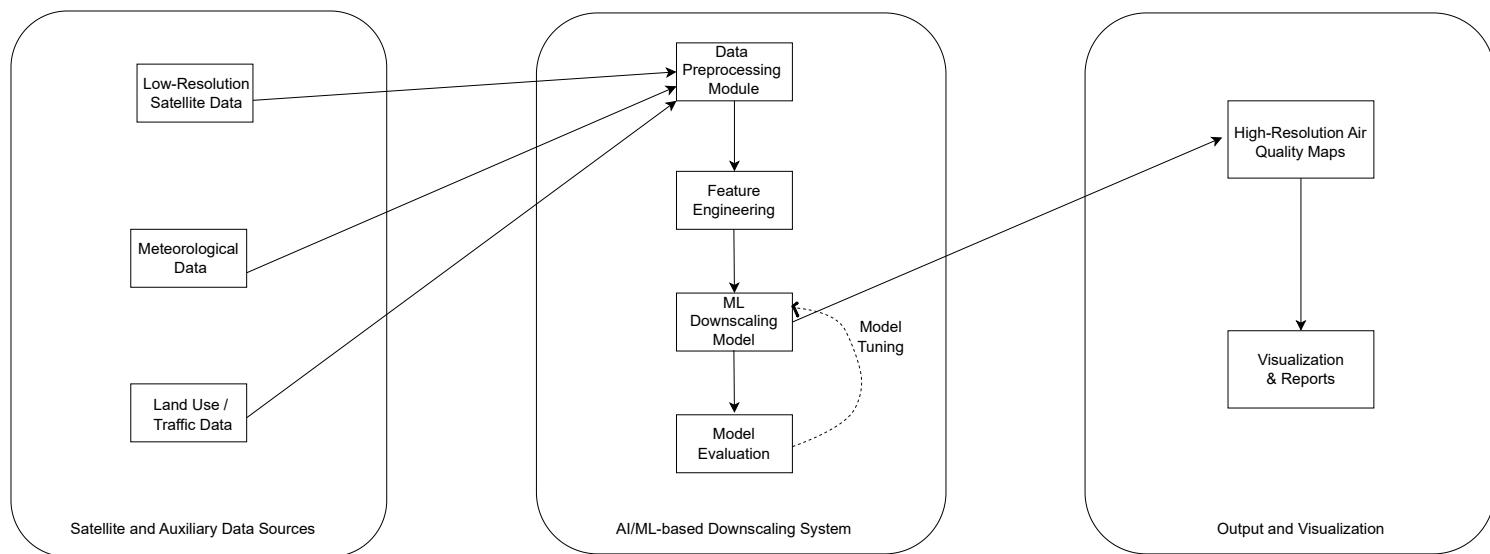 Low-Resolution
Satellite Data
Meteorological
Data
Land Use /
Traffic Data
Satellite and Auxiliary Data Sources
Data
Preprocessing
Module
Feature
Engineering
ML
Downscaling
Model
Model
Tuning
Model
Evaluation
AI/ML-based Downscaling System
High-Resolution Air
Quality Maps
Visualization
& Reports
Output and Visualization